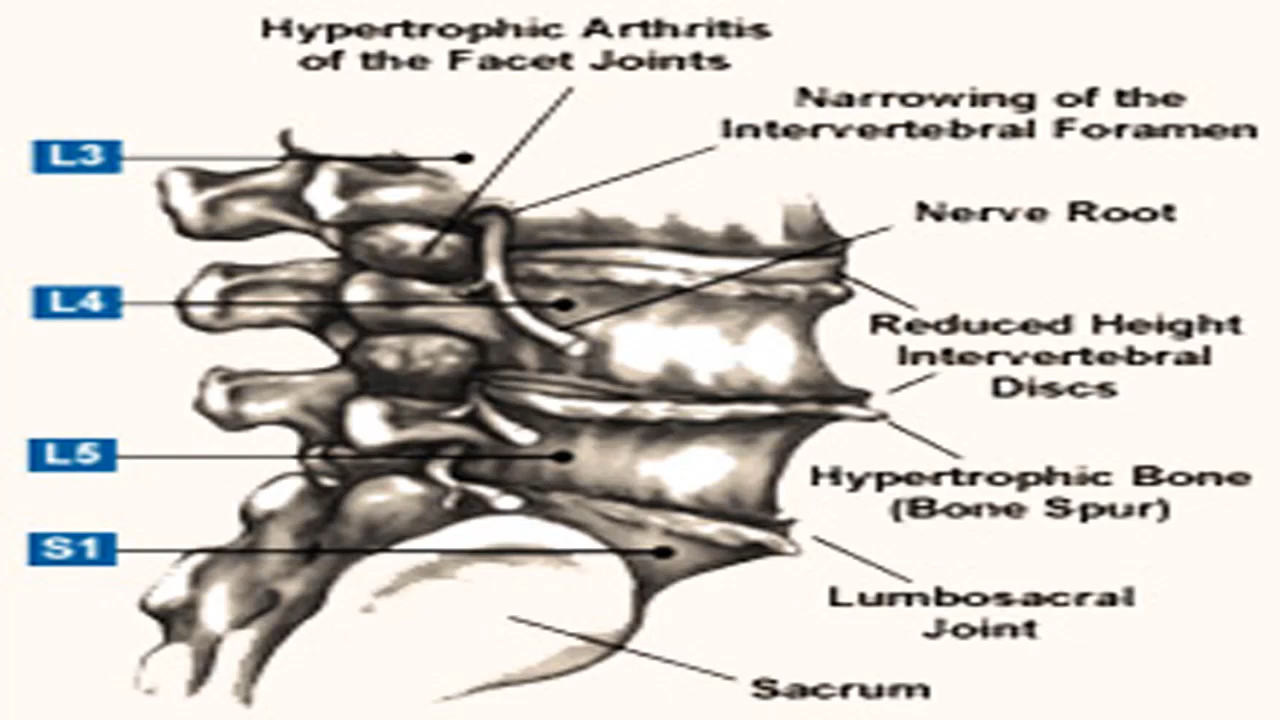 Hypertrophic Arthritis
of the Facet Joints
Narrowing of the
Intervertebral Foramen
L3
Nerve Root
L4
Reduced Height
Intervertebral
Discs
L5
Hypertrophic Bone
(Bone Spur)
S1
Lumbosacral
Joint
Sacrum